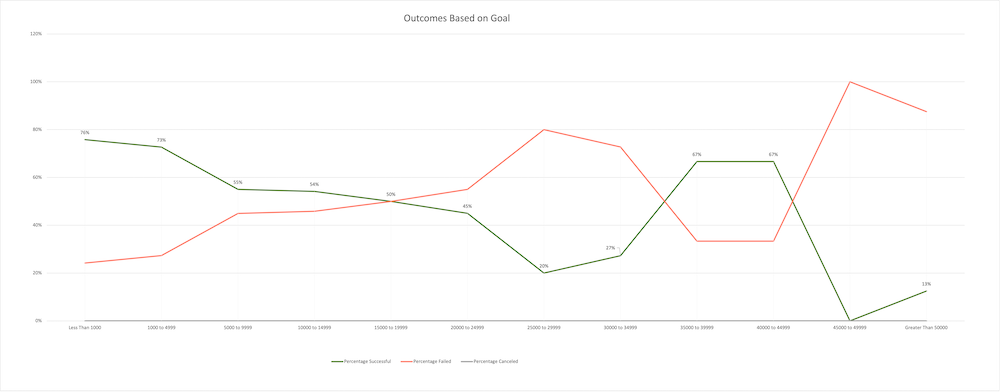 Outcomes Based on Goal
120%
100%
80%
60%
40%
20%
0%
76%
73%
55%
54%
50%
45%
20%
27%
67%
67%
13%
Less Than 1000
1000 to 4999
5000 to 9999
10000 to 14999
15000 to 19999
20000 to 24999
25000 to 29999
30000 to 34999
35000 to 39999
40000 to 44999
45000 to 49999
Greater Than 50000
Percentage Successful
Percentage Failed
Percentage Canceled